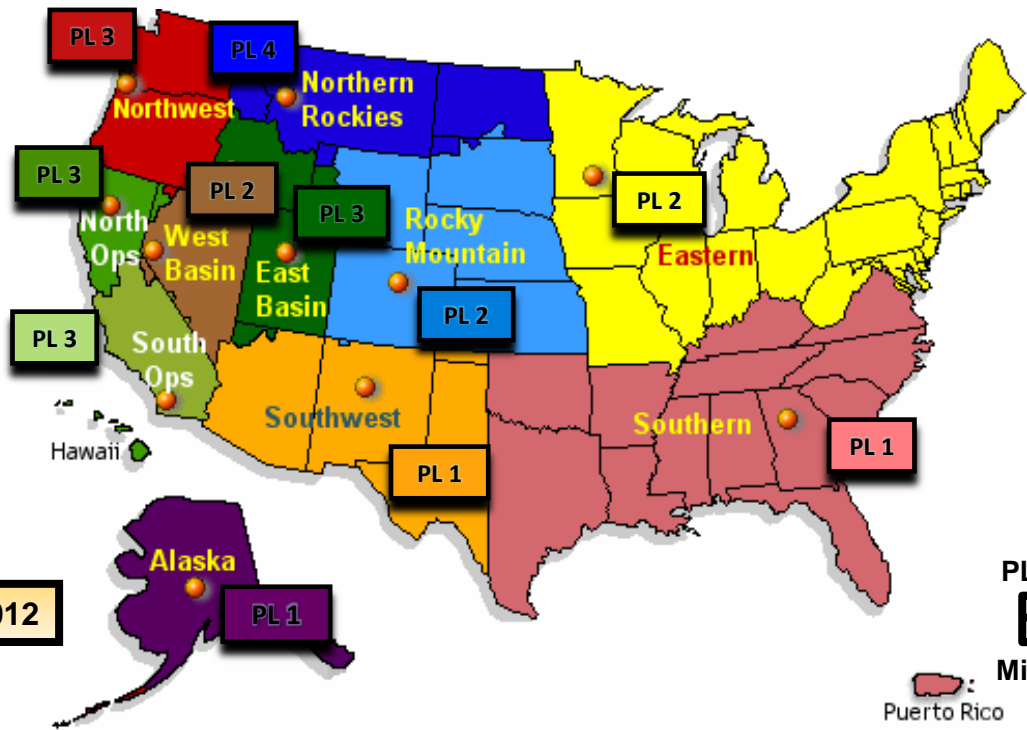 PL 3
PL 4
Northern
Rockies
Northwest
PL 3
PL 2
PL 3
PL 2
North
Ops
West
Basin
Rocky
Mountain
Eastern
East
Basin
PL 2
PL 3
South
Ops
Southwest
Southern
PL 1
PL 1
Hawaii
Alaska
PL 1
Puerto Rico